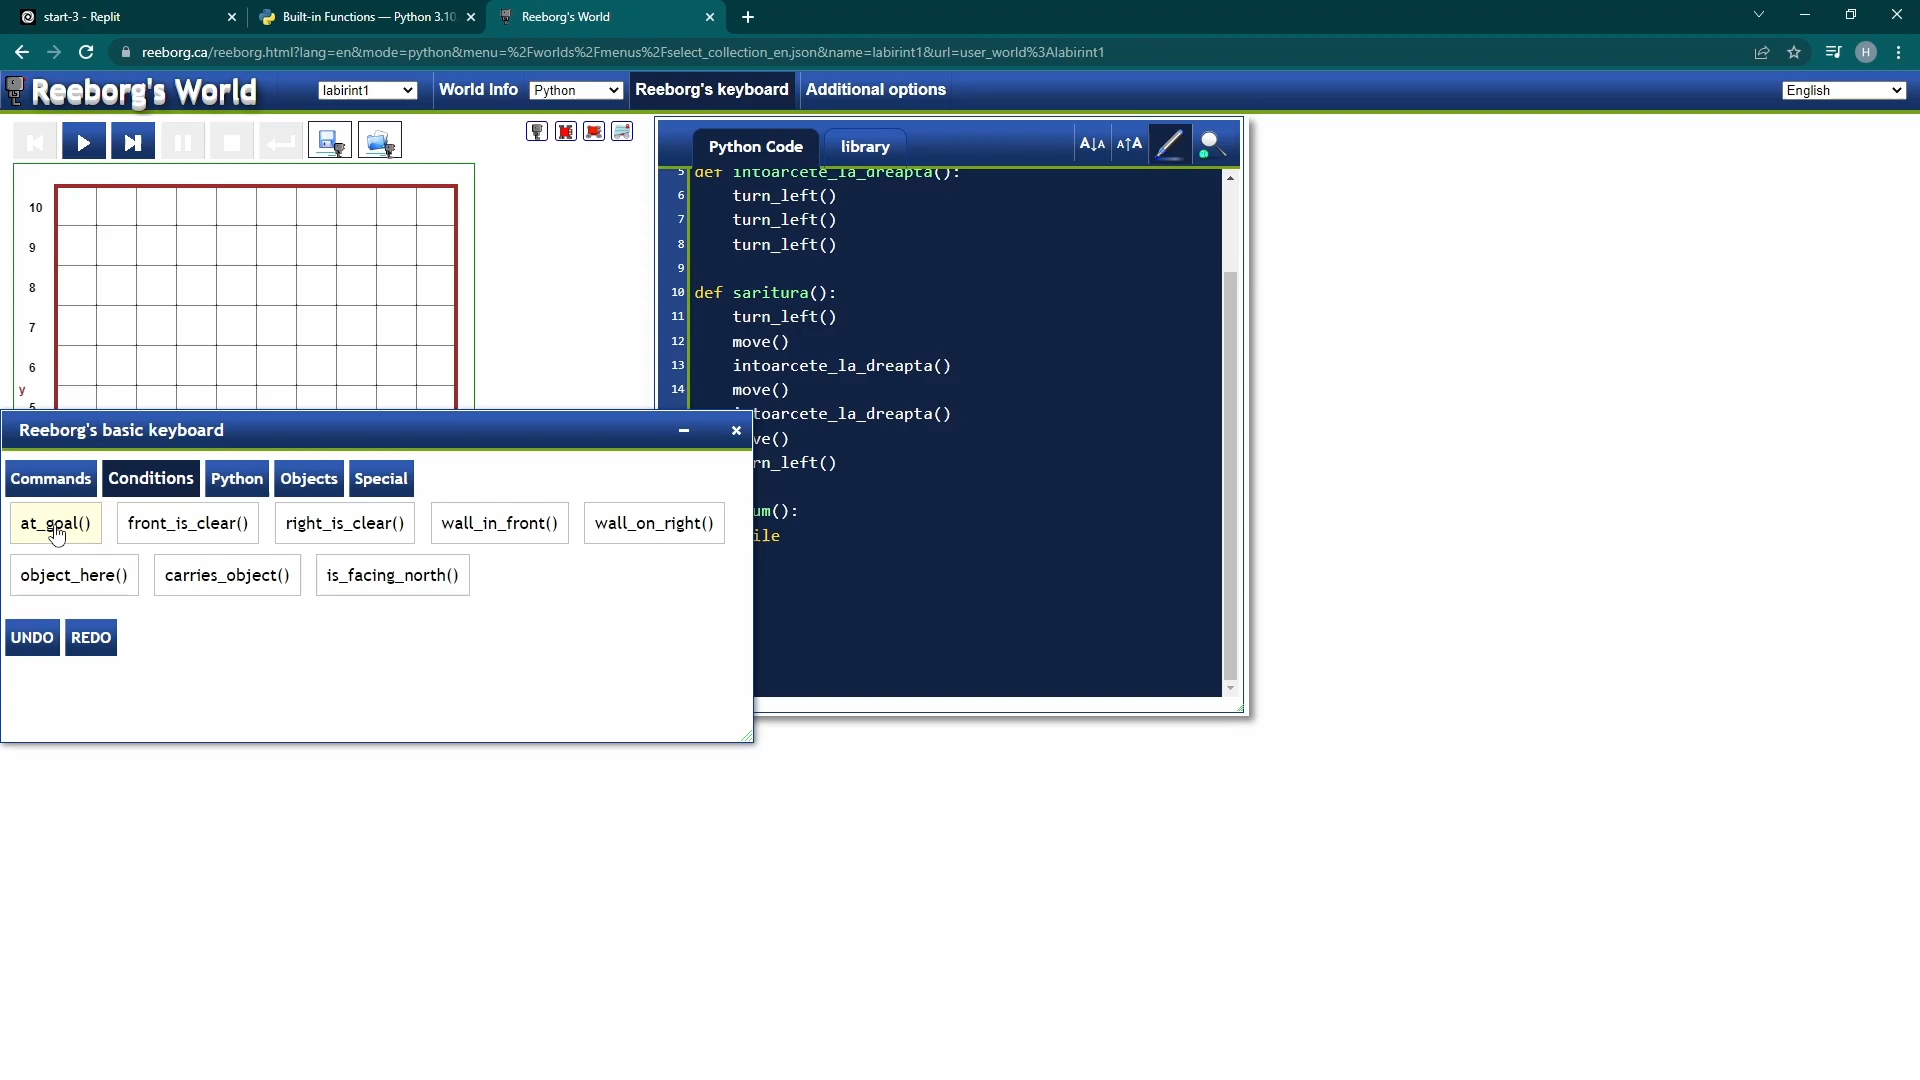 start-3 - Replit
Built-in Functions — Python 3.10
Reeborg's World
reeborg.ca/reeborg.html?lang=en&mode=python&menu=%2Fworlds%2Fmenus%2Fselect_collection_en.json&name=labirint1&url=user_world%3Alabirint1
H
Reeborg's World
labirint1
World Info
Python
Reeborg's keyboard
Additional options
English
Python Code
library
A↓A
A↑A
10
9
8
7
6
y
5
5 def intoarcete_la_dreapta():
6 turn_left()
7 turn_left()
8 turn_left()
9
10 def saritura():
11 turn_left()
12 move()
13 intoarcete_la_dreapta()
14 move()
toarcete_la_dreapta()
ve()
rn_left()
um():
ile
Reeborg's basic keyboard
Commands
Conditions
Python
Objects
Special
at_goal()
front_is_clear()
right_is_clear()
wall_in_front()
wall_on_right()
object_here()
carries_object()
is_facing_north()
UNDO
REDO